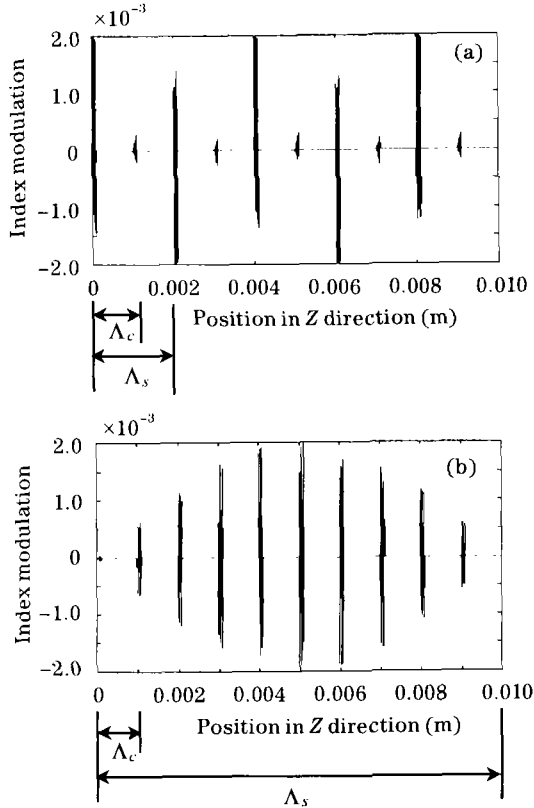 ×10⁻³
(a)
Index modulation
2.0
1.0
0
−1.0
−2.0
0 0.002 0.004 0.006 0.008 0.010
Position in Z direction (m)
Λc
Λs
×10⁻³
(b)
Index modulation
2.0
1.0
0
−1.0
−2.0
0 0.002 0.004 0.006 0.008 0.010
Position in Z direction (m)
Λc
Λs